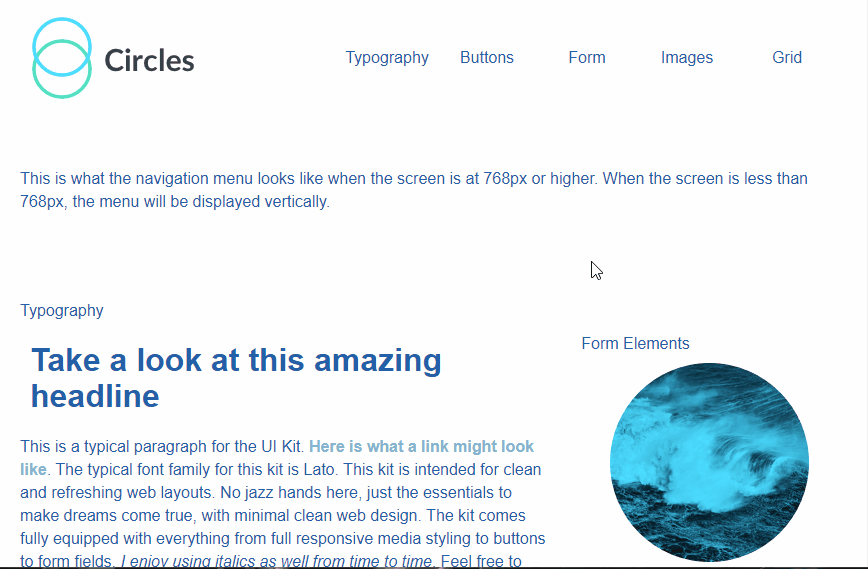 Circles
Typography Buttons Form Images Grid
This is what the navigation menu looks like when the screen is at 768px or higher. When the screen is less than
768px, the menu will be displayed vertically.
Typography
Take a look at this amazing
headline
This is a typical paragraph for the UI Kit. Here is what a link might look
like. The typical font family for this kit is Lato. This kit is intended for clean
and refreshing web layouts. No jazz hands here, just the essentials to
make dreams come true, with minimal clean web design. The kit comes
fully equipped with everything from full responsive media styling to buttons
to form fields. I enjoy using italics as well from time to time. Feel free to
Form Elements